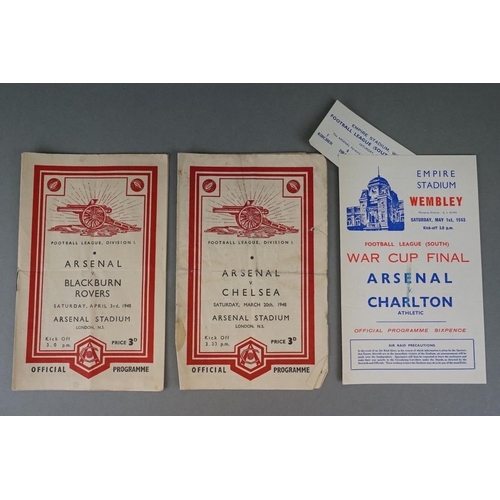 FOOTBALL LEAGUE, DIVISION 1.
ARSENAL
v.
BLACKBURN
ROVERS
SATURDAY, APRIL 3rd, 1948
ARSENAL STADIUM
LONDON, N.5.
Kick Off
3.0 p.m.
PRICE 3D
OFFICIAL PROGRAMME
FOOTBALL LEAGUE, DIVISION 1.
ARSENAL
v.
CHELSEA
SATURDAY, MARCH 20th, 1948
ARSENAL STADIUM
LONDON, N.5.
Kick Off
PRICE 3D
OFFICIAL PROGRAMME
EMPIRE STADIUM
FOOTBALL LEAGUE (SOU
EMPIRE
STADIUM
WEMBLEY
SATURDAY, MAY 1st, 1943
Kick-off 3.0 p.m.
FOOTBALL LEAGUE (SOUTH)
WAR CUP FINAL
ARSENAL
v
CHARLTON
ATHLETIC
OFFICIAL PROGRAMME SIXPENCE
AIR RAID PRECAUTIONS